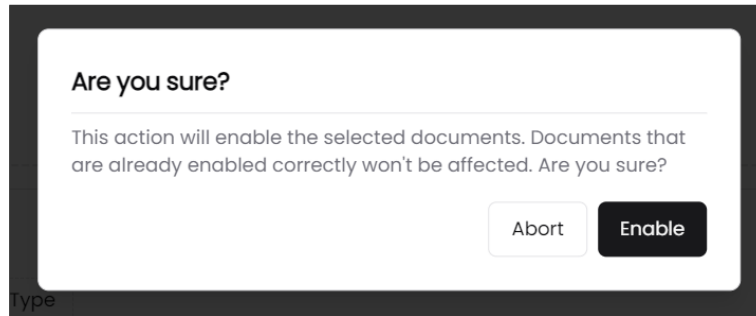 Are you sure?
This action will enable the selected documents. Documents that
are already enabled correctly won't be affected. Are you sure?
Abort
Enable
Type